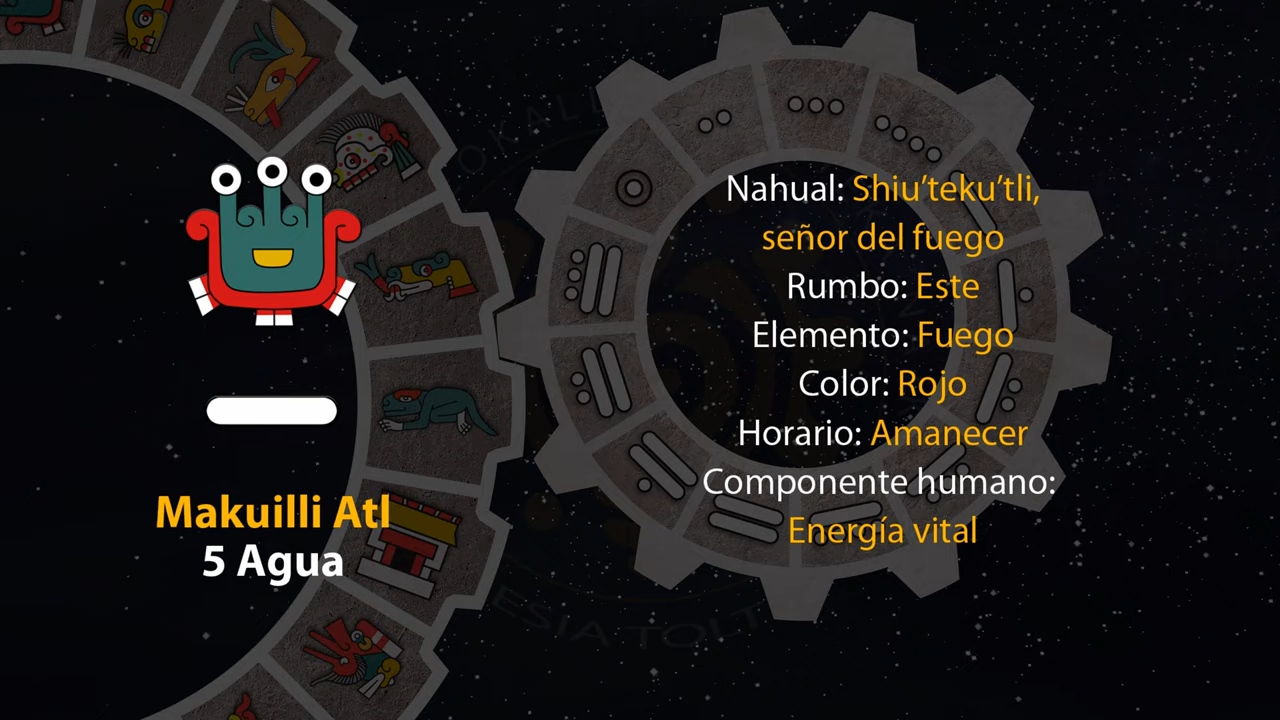 Makuilli Atl
5 Agua
Nahual: Shiu’teku’tli,
señor del fuego
Rumbo: Este
Elemento: Fuego
Color: Rojo
Horario: Amanecer
Componente humano:
Energía vital